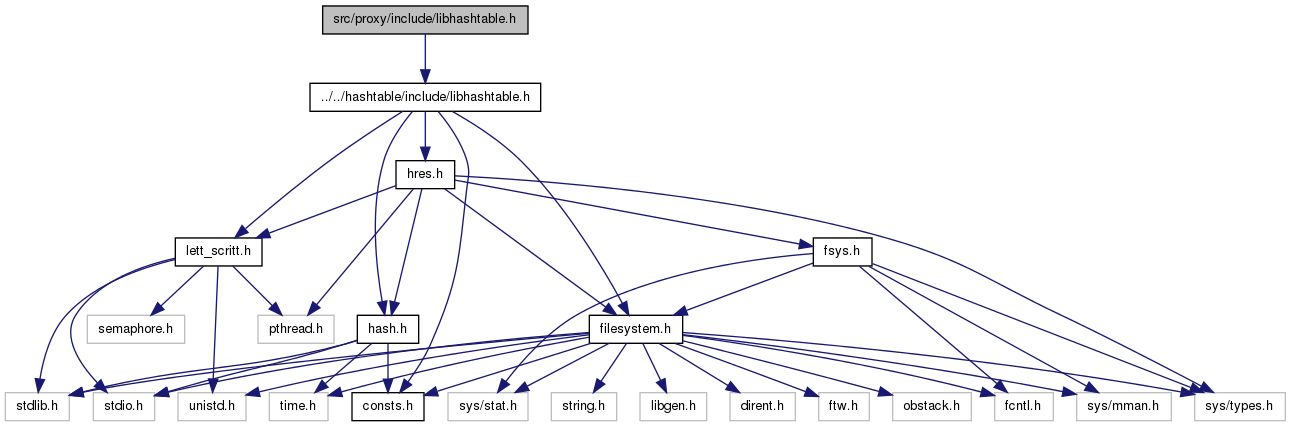 src/proxy/include/libhashtable.h
../../hashtable/include/libhashtable.h
hres.h
lett_scritt.h
fsys.h
semaphore.h
pthread.h
hash.h
filesystem.h
stdlib.h
stdio.h
unistd.h
time.h
consts.h
sys/stat.h
string.h
libgen.h
dirent.h
ftw.h
obstack.h
fcntl.h
sys/mman.h
sys/types.h